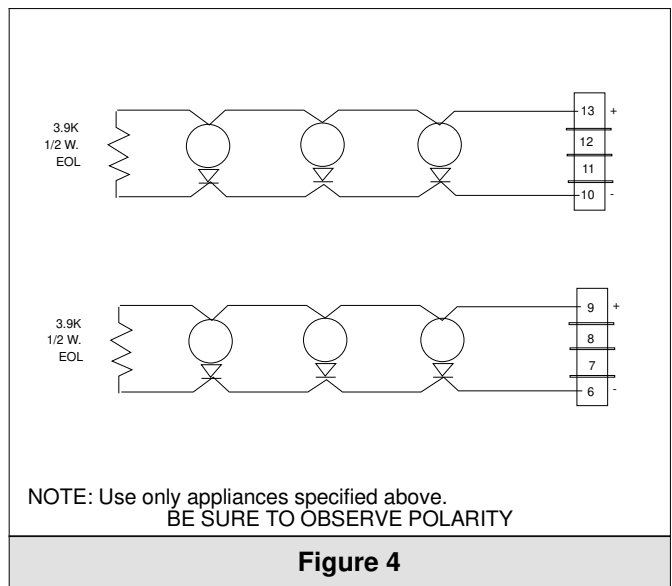 3.9K
1/2 W.
EOL
13 +
12
11
10 -
3.9K
1/2 W.
EOL
9 +
8
7
6 -
NOTE: Use only appliances specified above.
BE SURE TO OBSERVE POLARITY
Figure 4